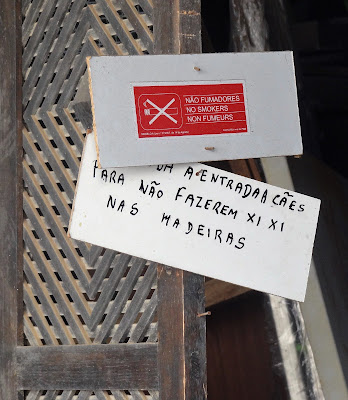 NÃO FUMADORES
NO SMOKERS
NON FUMEURS
A ENTRADA A CÃES
PARA NÃO FAZEREM XI XI
NAS MADEIRAS